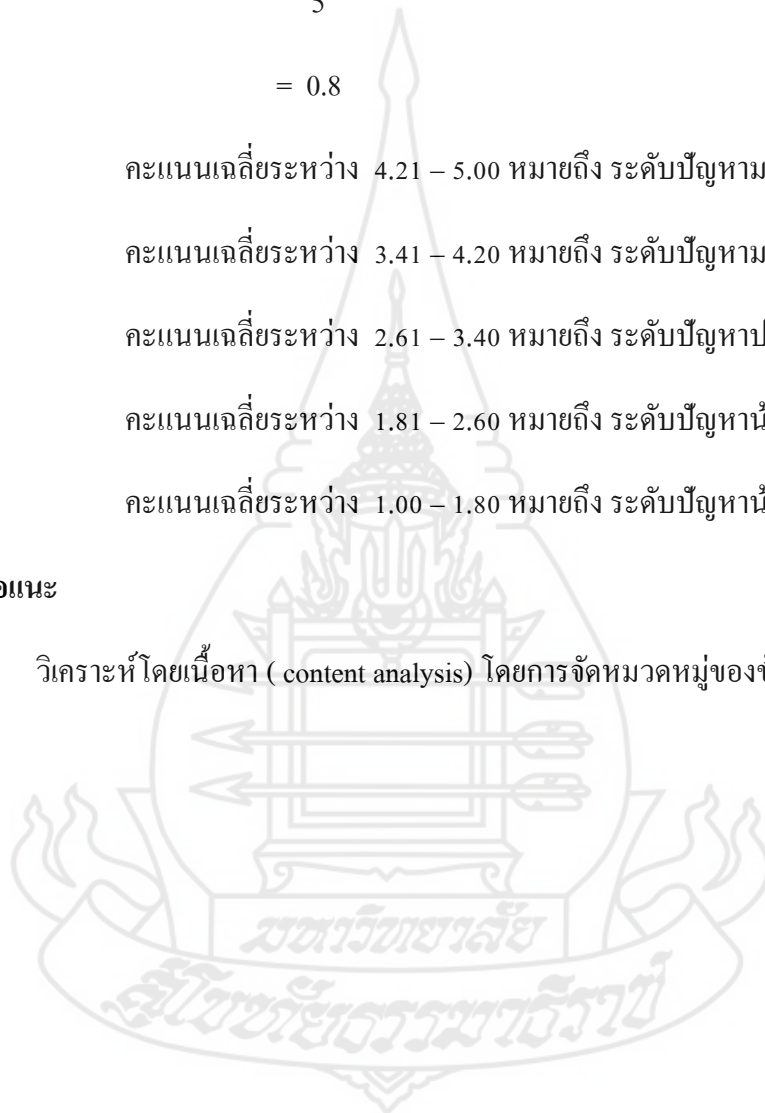 5
= 0.8
คะแนนเฉลี่ยระหว่าง 4.21 – 5.00 หมายถึง ระดับปัญหาม
คะแนนเฉลี่ยระหว่าง 3.41 – 4.20 หมายถึง ระดับปัญหาม
คะแนนเฉลี่ยระหว่าง 2.61 – 3.40 หมายถึง ระดับปัญหาป
คะแนนเฉลี่ยระหว่าง 1.81 – 2.60 หมายถึง ระดับปัญหาน้
คะแนนเฉลี่ยระหว่าง 1.00 – 1.80 หมายถึง ระดับปัญหาน้
อแนะ
วิเคราะห์โดยเนื้อหา ( content analysis) โดยการจัดหมวดหมู่ของข้
มหาวิทยาลัย
สุโขทัยธรรมาธิราช